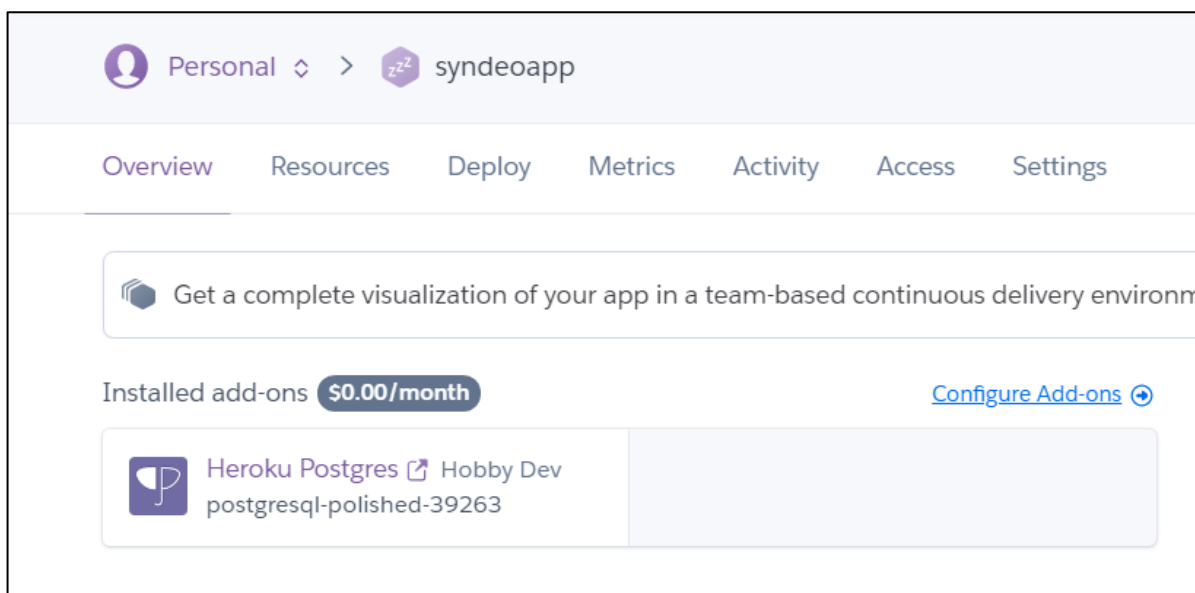 Personal > zzz syndeoapp
Overview Resources Deploy Metrics Activity Access Settings
Get a complete visualization of your app in a team-based continuous delivery
Installed add-ons $0.00/month Configure Add-ons
Heroku Postgres Hobby Dev
postgresql-polished-39263